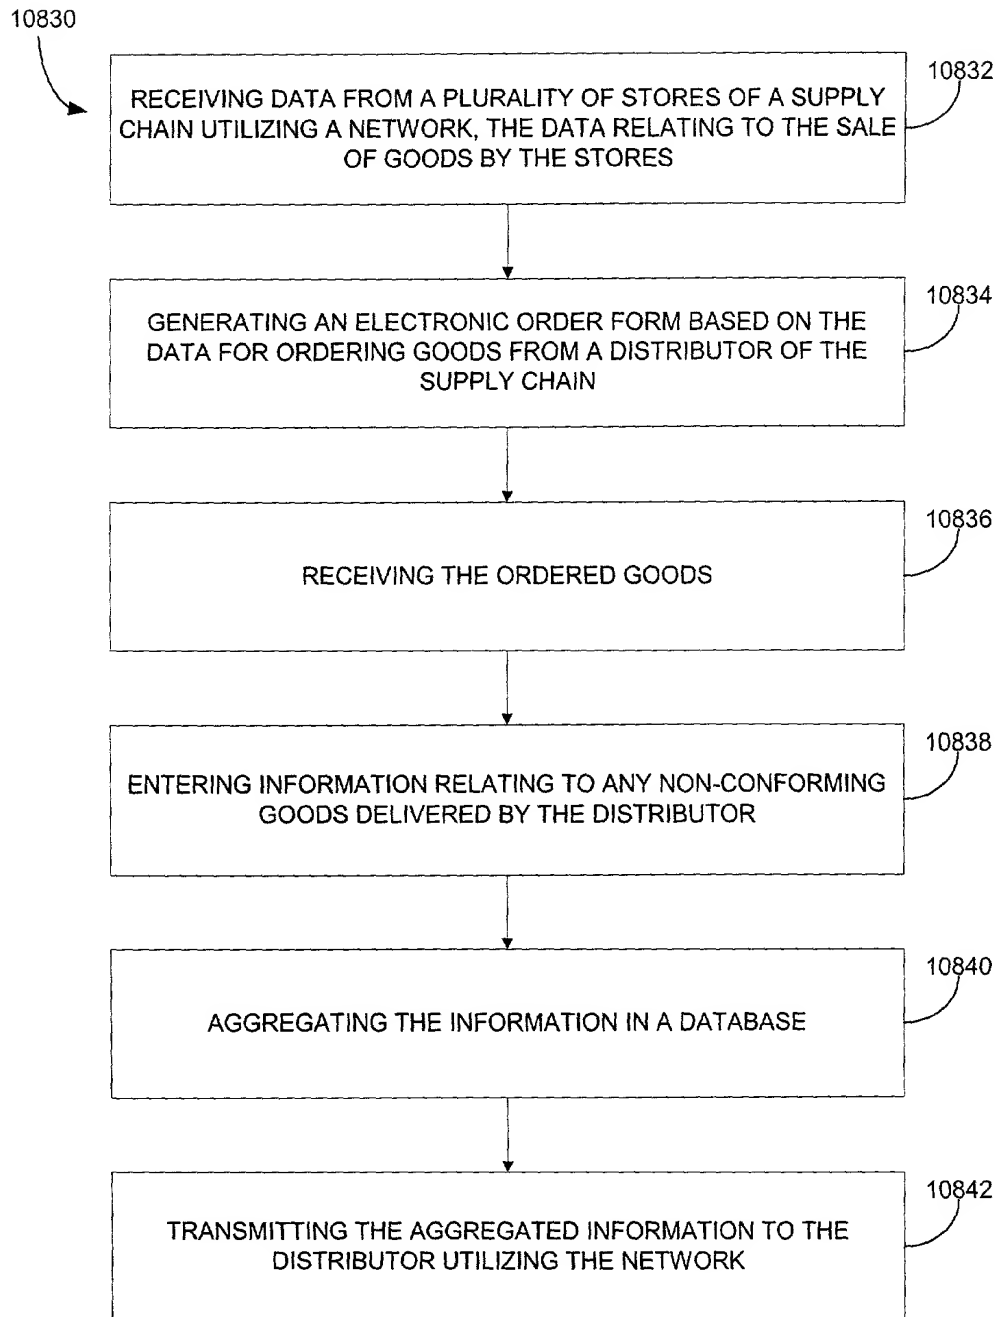 10830
10832
RECEIVING DATA FROM A PLURALITY OF STORES OF A SUPPLY
CHAIN UTILIZING A NETWORK, THE DATA RELATING TO THE SALE
OF GOODS BY THE STORES
10834
GENERATING AN ELECTRONIC ORDER FORM BASED ON THE
DATA FOR ORDERING GOODS FROM A DISTRIBUTOR OF THE
SUPPLY CHAIN
10836
RECEIVING THE ORDERED GOODS
10838
ENTERING INFORMATION RELATING TO ANY NON-CONFORMING
GOODS DELIVERED BY THE DISTRIBUTOR
10840
AGGREGATING THE INFORMATION IN A DATABASE
10842
TRANSMITTING THE AGGREGATED INFORMATION TO THE
DISTRIBUTOR UTILIZING THE NETWORK